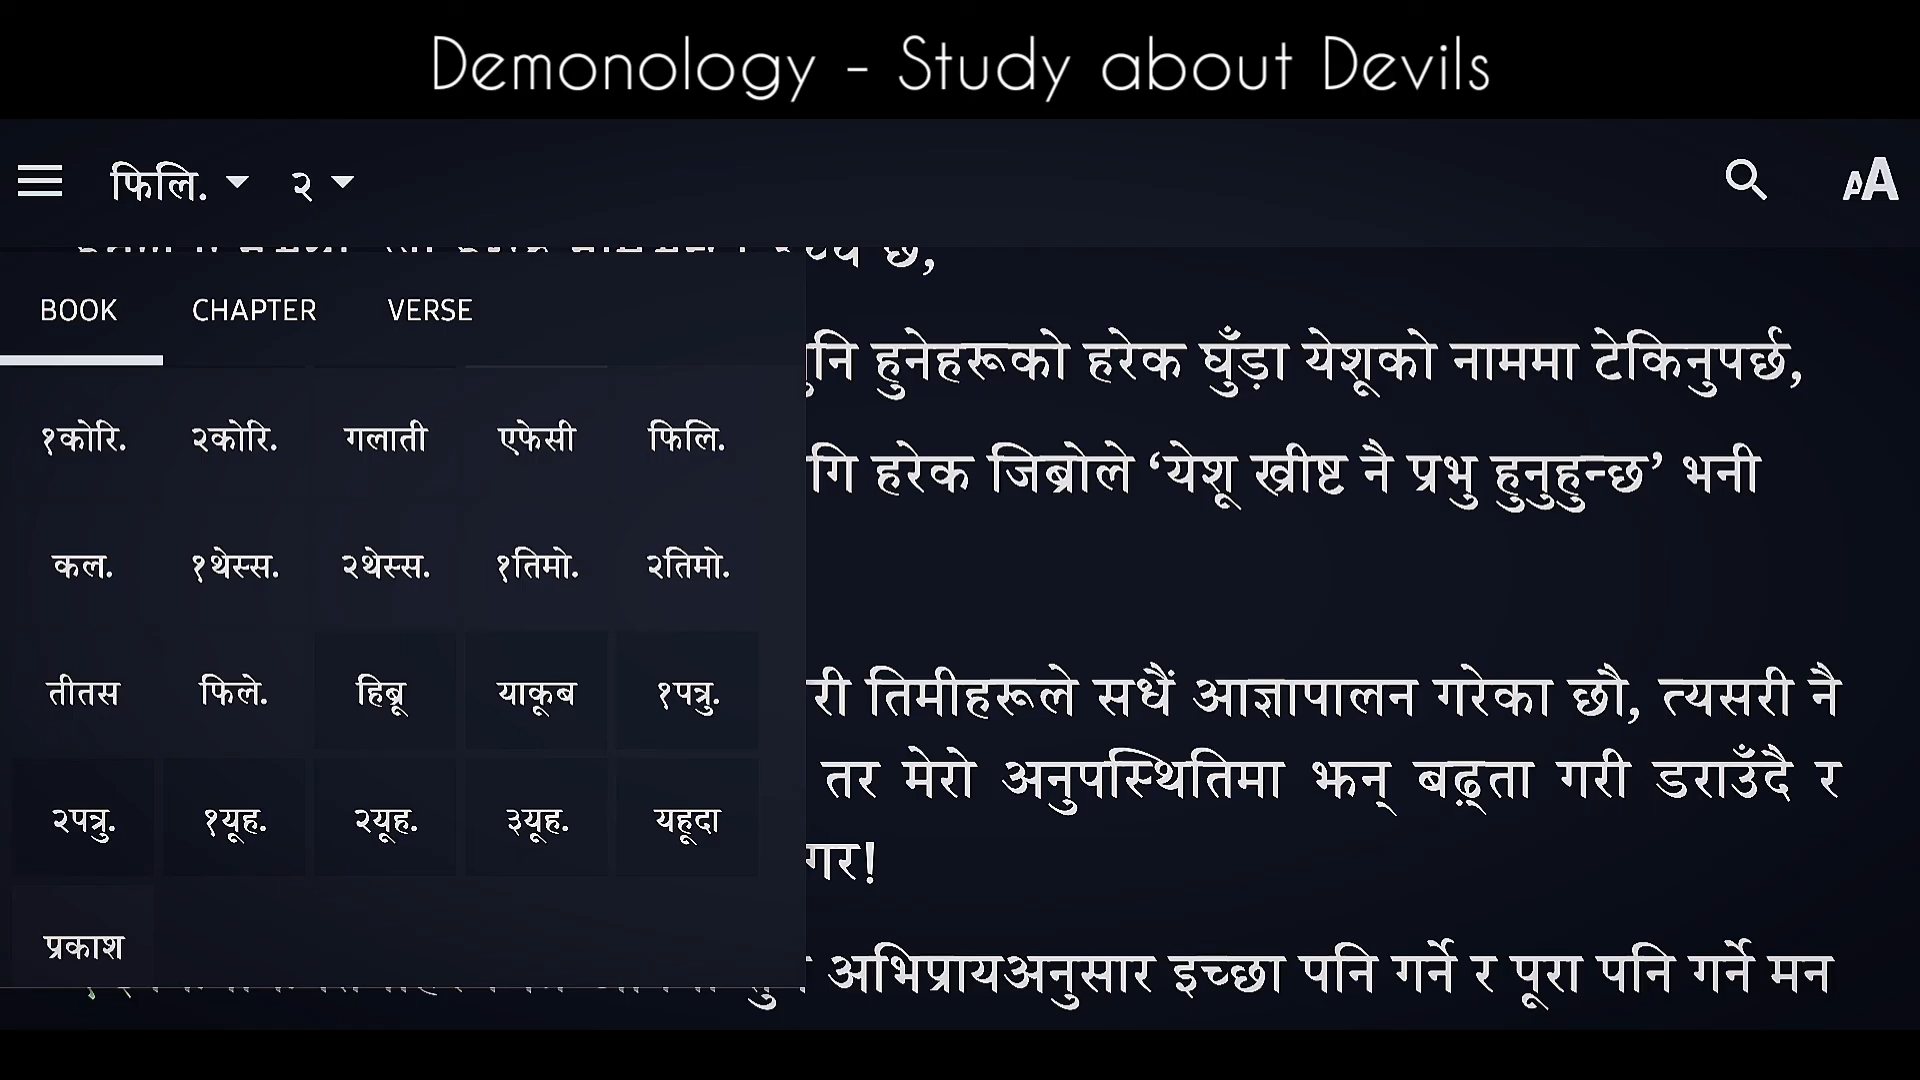 Demonology - Study about Devils
फिलि. २
छ,
BOOK CHAPTER VERSE
हुनेहरूको हरेक घुँड़ा येशूको नाममा टेकिनुपर्छ,
१कोरि. २कोरि. गलाती एफेसी फिलि.
हरेक जिब्रोले ‘येशू ख्रीष्ट नै प्रभु हुनुहुन्छ’ भनी
कल. १थेस्स. २थेस्स. १तिमो. २तिमो.
तीतस फिले. हिब्रू याकूब १पत्रु.
री तिमीहरूले सधैं आज्ञापालन गरेका छौ, त्यसरी नै
तर मेरो अनुपस्थितिमा झन् बढ़्ता गरी डराउँदै र
२पत्रु. १यूह. २यूह. ३यूह. यहूदा
गर!
प्रकाश
अभिप्रायअनुसार इच्छा पनि गर्ने र पूरा पनि गर्ने मन